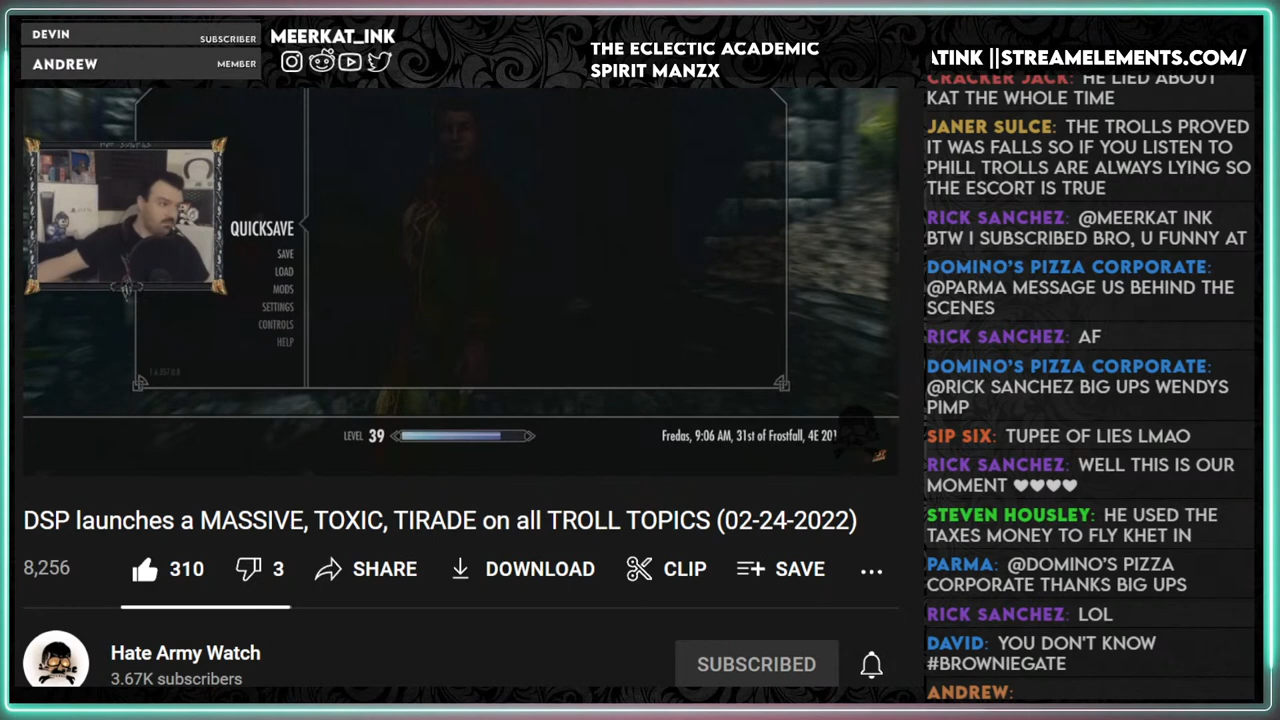 DEVIN
SUBSCRIBER
ANDREW
MEMBER
MEERKAT_INK
THE ECLECTIC ACADEMIC
SPIRIT MANZX
ATINK ||STREAMELEMENTS.COM/
QUICKSAVE
SAVE
LOAD
MODS
SETTINGS
CONTROLS
HELP
LEVEL 39
Fredas, 9:06 AM, 31st of Frostfall, 4E 201
DSP launches a MASSIVE, TOXIC, TIRADE on all TROLL TOPICS (02-24-2022)
8,256
310
3
SHARE
DOWNLOAD
CLIP
SAVE
Hate Army Watch
3.67K subscribers
SUBSCRIBED
CRACKER JACK: HE LIED ABOUT
KAT THE WHOLE TIME
JANER SULCE: THE TROLLS PROVED
IT WAS FALLS SO IF YOU LISTEN TO
PHILL TROLLS ARE ALWAYS LYING SO
THE ESCORT IS TRUE
RICK SANCHEZ: @MEERKAT INK
BTW I SUBSCRIBED BRO, U FUNNY AT
DOMINO'S PIZZA CORPORATE:
@PARMA MESSAGE US BEHIND THE
SCENES
RICK SANCHEZ: AF
DOMINO'S PIZZA CORPORATE:
@RICK SANCHEZ BIG UPS WENDYS
PIMP
SIP SIX: TUPEE OF LIES LMAO
RICK SANCHEZ: WELL THIS IS OUR
MOMENT 🤍🤍🤍🤍
STEVEN HOUSLEY: HE USED THE
TAXES MONEY TO FLY KHET IN
PARMA: @DOMINO'S PIZZA
CORPORATE THANKS BIG UPS
RICK SANCHEZ: LOL
DAVID: YOU DON'T KNOW
#BROWNIEGATE
ANDREW: